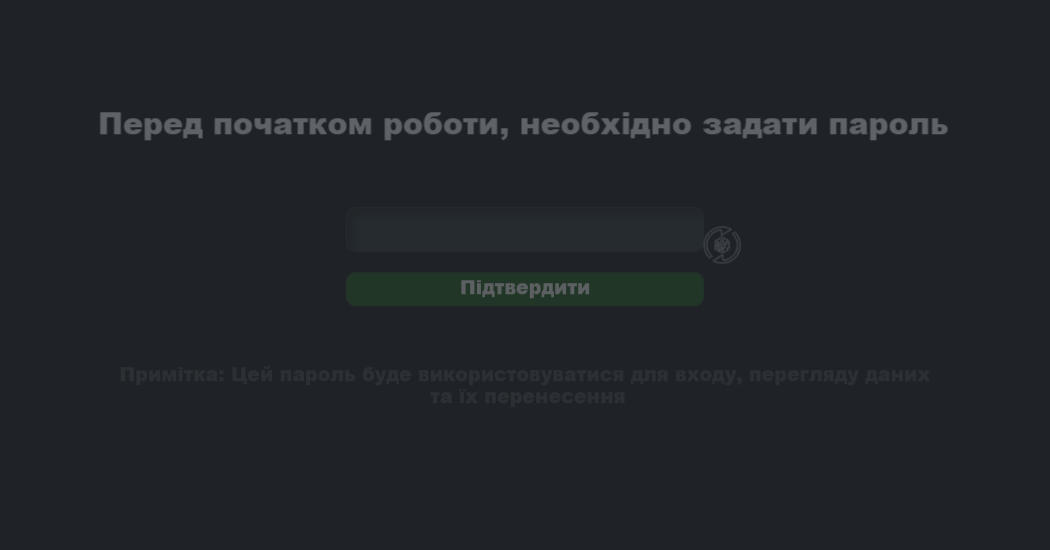 Перед початком роботи, необхідно задати пароль
Підтвердити
Примітка: Цей пароль буде використовуватися для входу, перегляду даних
та їх перенесення